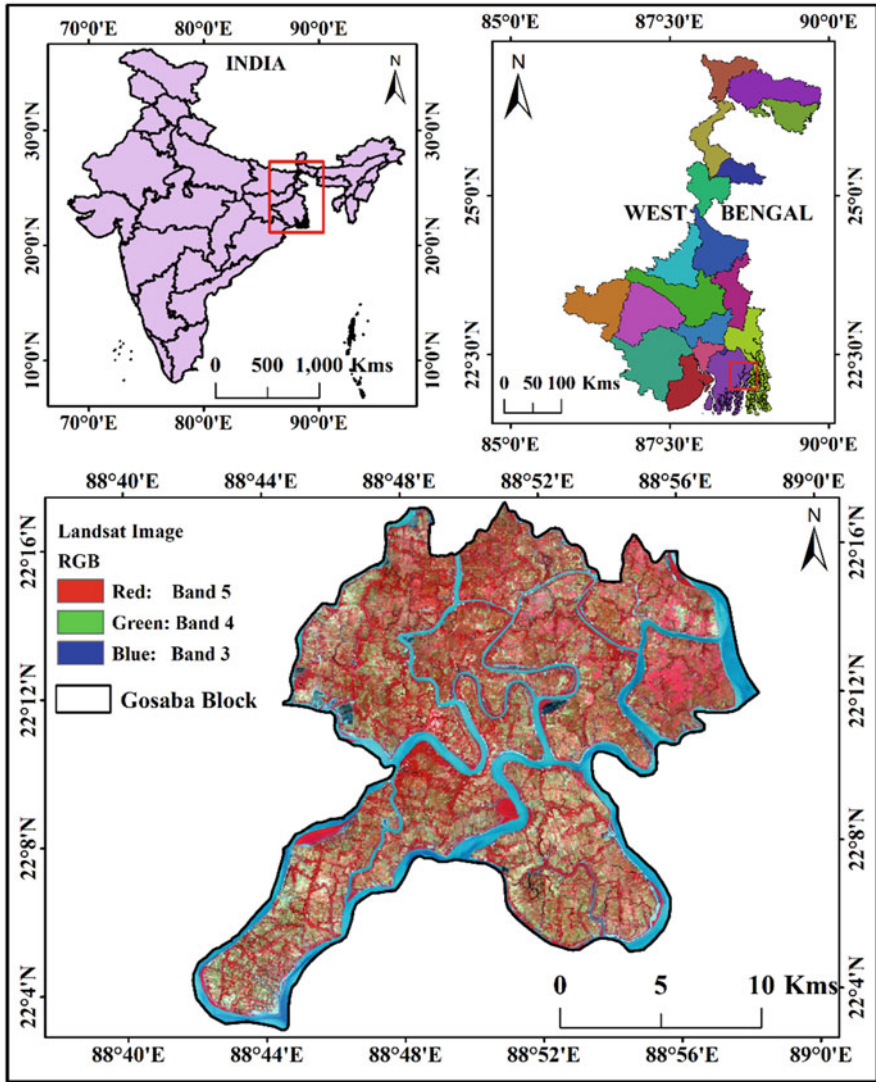 70°0'E 80°0'E 90°0'E
INDIA
N
30°0'N
20°0'N
10°0'N
30°0'N
20°0'N
10°0'N
0 500 1,000 Kms
70°0'E 80°0'E 90°0'E
85°0'E 87°30'E 90°0'E
N
25°0'N
22°30'N
25°0'N
22°30'N
WEST BENGAL
0 50 100 Kms
85°0'E 87°30'E 90°0'E
88°40'E 88°44'E 88°48'E 88°52'E 88°56'E 89°0'E
N
22°16'N
22°12'N
22°8'N
22°4'N
22°16'N
22°12'N
22°8'N
22°4'N
Landsat Image
RGB
Red: Band 5
Green: Band 4
Blue: Band 3
Gosaba Block
0 5 10 Kms
88°40'E 88°44'E 88°48'E 88°52'E 88°56'E 89°0'E